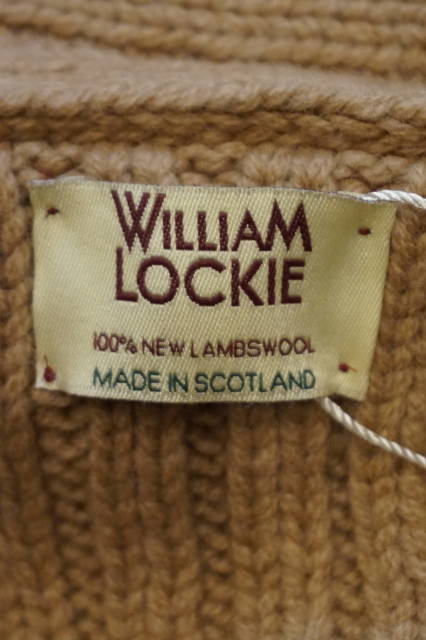 WILLIAM
LOCKIE
100% NEW LAMBSWOOL
MADE IN SCOTLAND